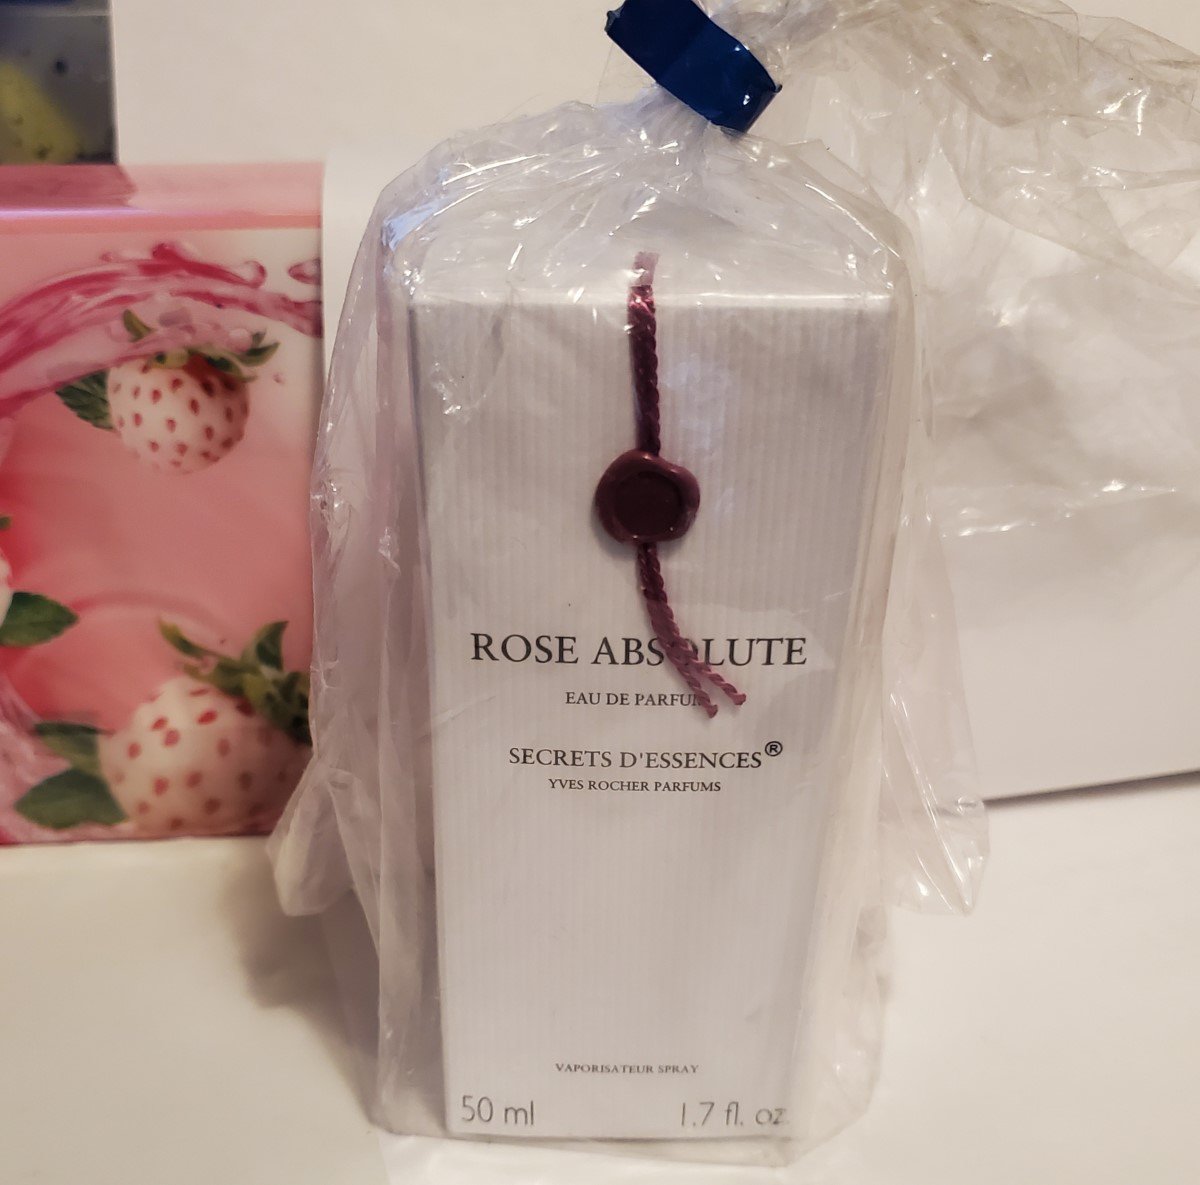 ROSE ABSOLUTE
EAU DE PARFUM
SECRETS D'ESSENCES®
YVES ROCHER PARFUMS
VAPORISATEUR SPRAY
50 ml 1.7 fl. oz.